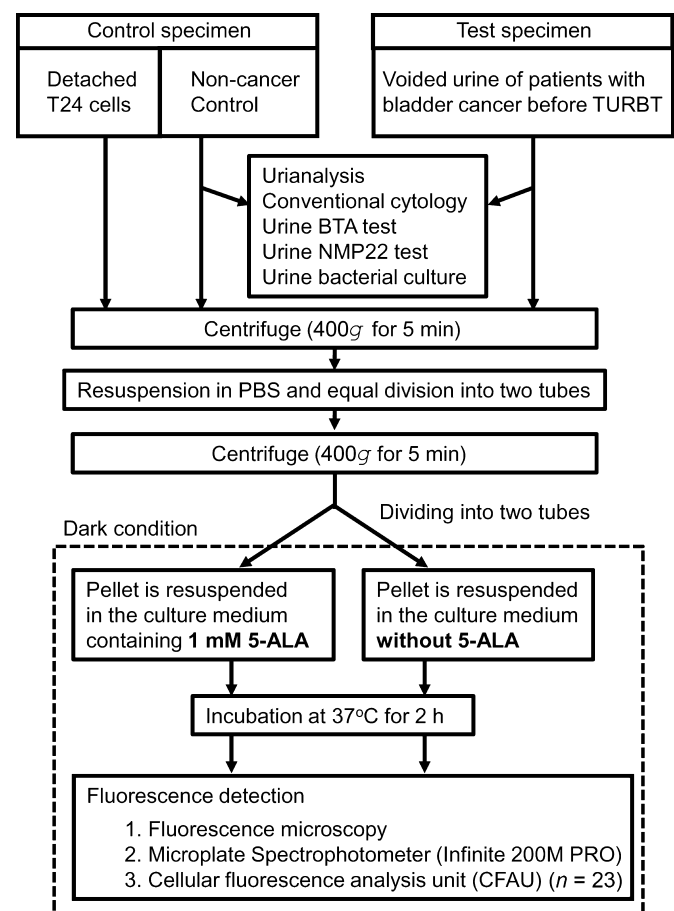 Control specimen
Test specimen
Detached
T24 cells
Non-cancer
Control
Voided urine of patients with
bladder cancer before TURBT
Urianalysis
Conventional cytology
Urine BTA test
Urine NMP22 test
Urine bacterial culture
Centrifuge (400g for 5 min)
Resuspension in PBS and equal division into two tubes
Centrifuge (400g for 5 min)
Dividing into two tubes
Dark condition
Pellet is resuspended
in the culture medium
containing 1 mM 5-ALA
Pellet is resuspended
in the culture medium
without 5-ALA
Incubation at 37ºC for 2 h
Fluorescence detection
1. Fluorescence microscopy
2. Microplate Spectrophotometer (Infinite 200M PRO)
3. Cellular fluorescence analysis unit (CFAU) (n = 23)